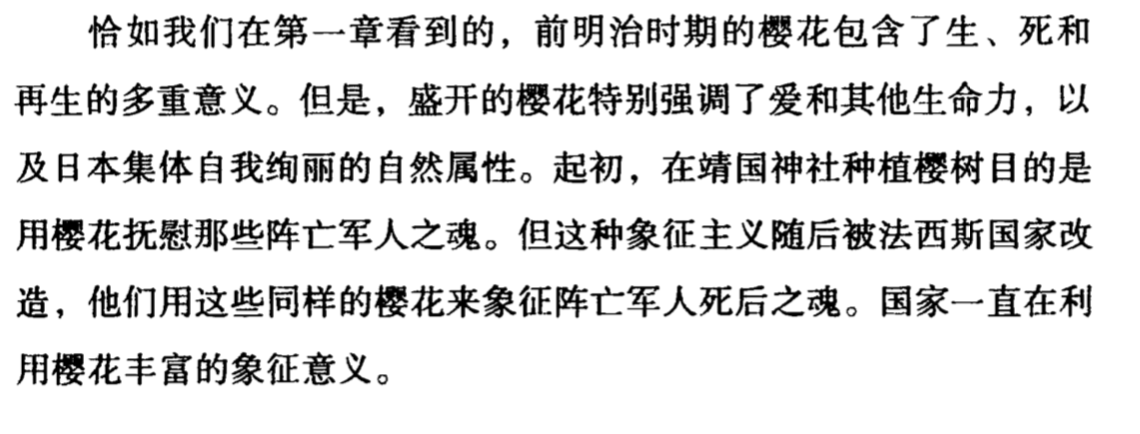 恰如我们在第一章看到的，前明治时期的樱花包含了生、死和
再生的多重意义。但是，盛开的樱花特别强调了爱和其他生命力，以
及日本集体自我绚丽的自然属性。起初，在靖国神社种植樱树目的是
用樱花抚慰那些阵亡军人之魂。但这种象征主义随后被法西斯国家改
造，他们用这些同样的樱花来象征阵亡军人死后之魂。国家一直在利
用樱花丰富的象征意义。